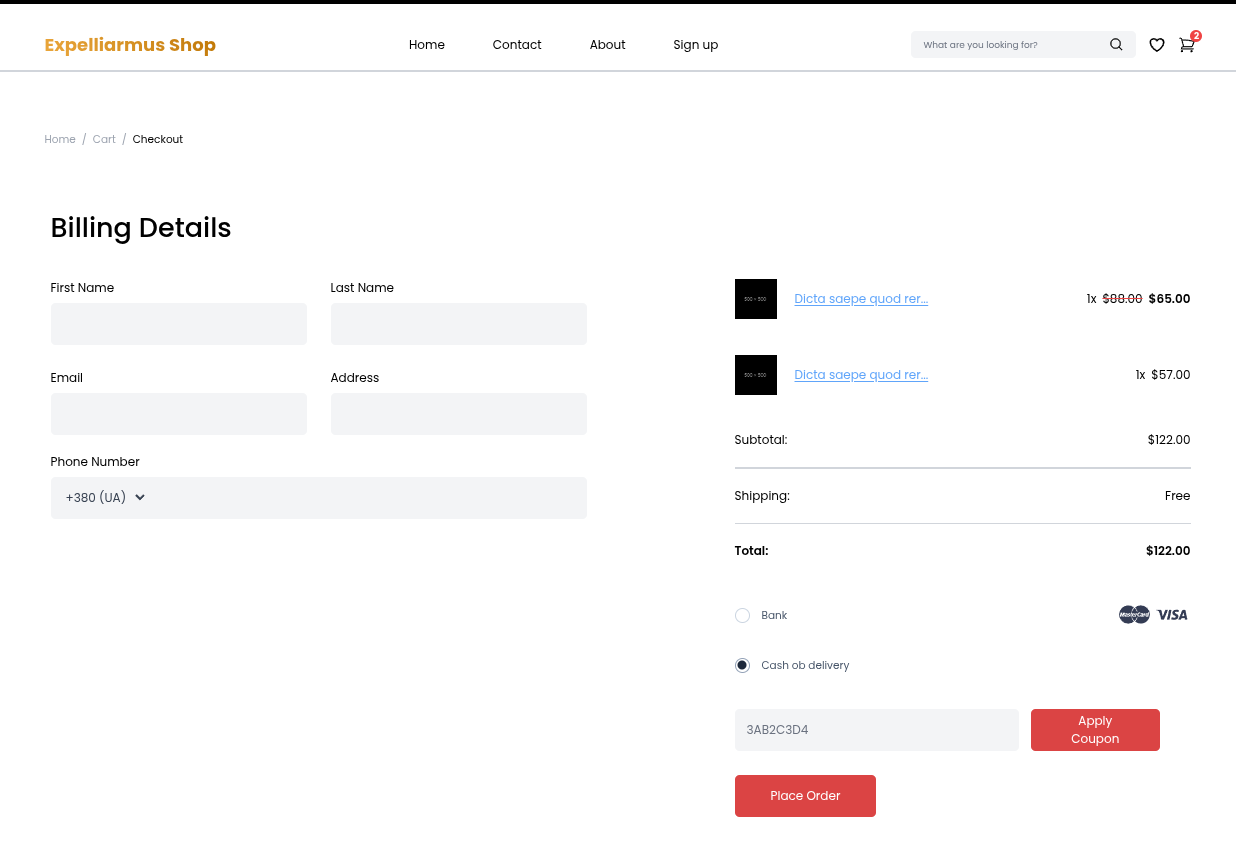 Expelliarmus Shop
Home
Contact
About
Sign up
What are you looking for?
2
Home / Cart / Checkout
Billing Details
First Name
Last Name
Email
Address
Phone Number
+380 (UA)
500 × 500
Dicta saepe quod rer...
1x $88.00 $65.00
500 × 500
Dicta saepe quod rer...
1x $57.00
Subtotal:
$122.00
Shipping:
Free
Total:
$122.00
Bank
MasterCard
VISA
Cash ob delivery
3AB2C3D4
Apply
Coupon
Place Order